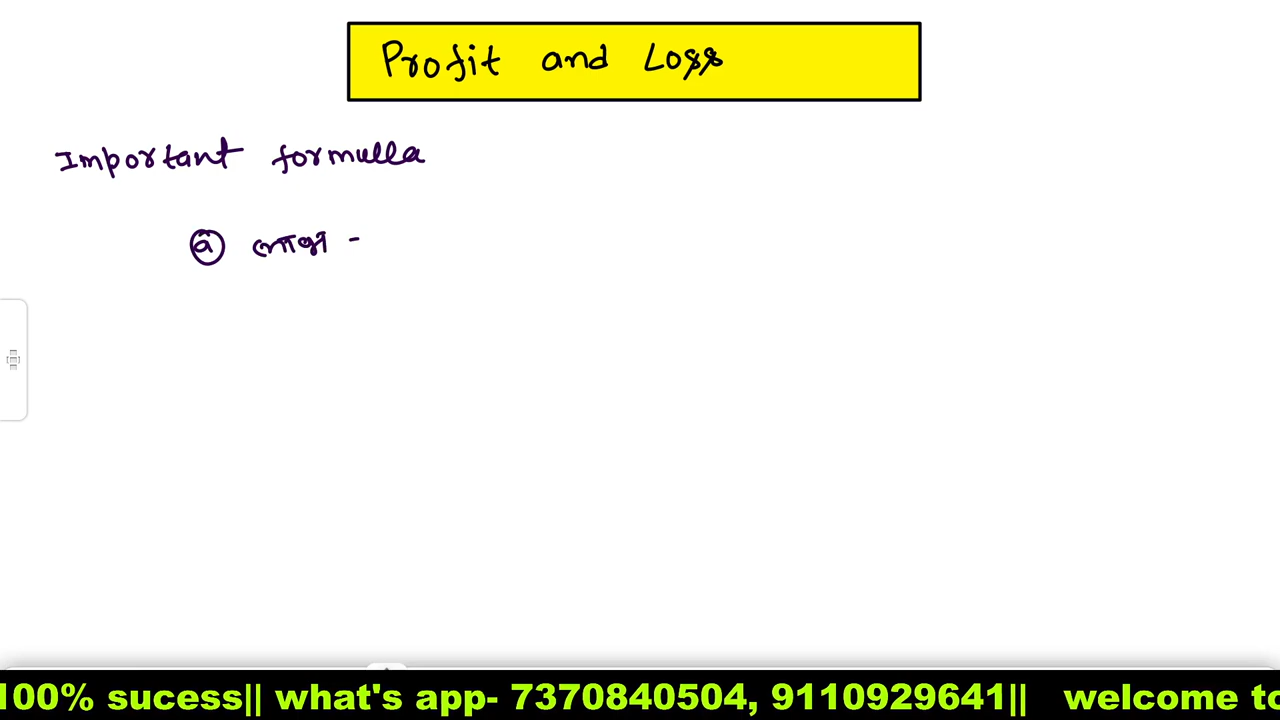 Profit and Loss
Important formulla
ⓐ
100% sucess|| what's app- 7370840504, 9110929641|| welcome to